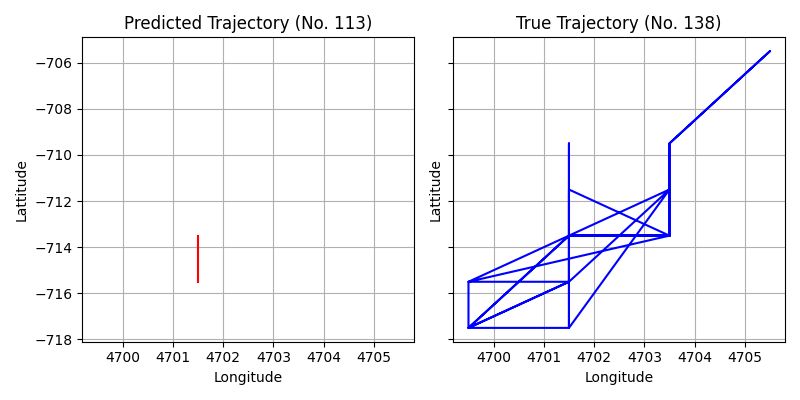 Predicted Trajectory (No. 113)
True Trajectory (No. 138)
−706
−708
−710
−712
−714
−716
−718
Lattitude
Lattitude
4700 4701 4702 4703 4704 4705
4700 4701 4702 4703 4704 4705
Longitude
Longitude